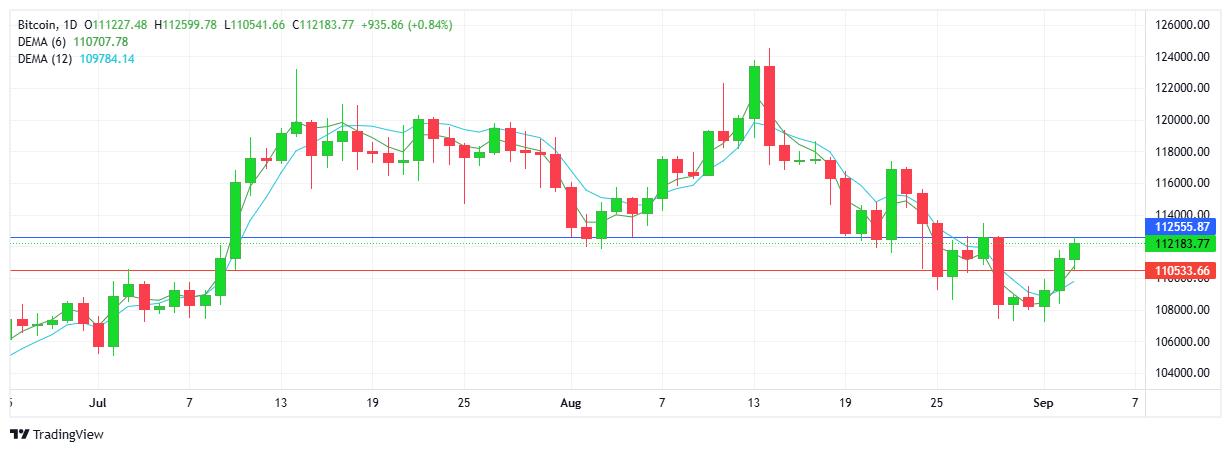 Bitcoin, 1D O111227.48 H112599.78 L110541.66 C112183.77 +935.86 (+0.84%)
DEMA (6) 110707.78
DEMA (12) 109784.14
126000.00
124000.00
122000.00
120000.00
118000.00
116000.00
114000.00
112555.87
112183.77
110533.66
110000.00
108000.00
106000.00
104000.00
Jul 7 13 19 25 Aug 7 13 19 25 Sep 7
TradingView